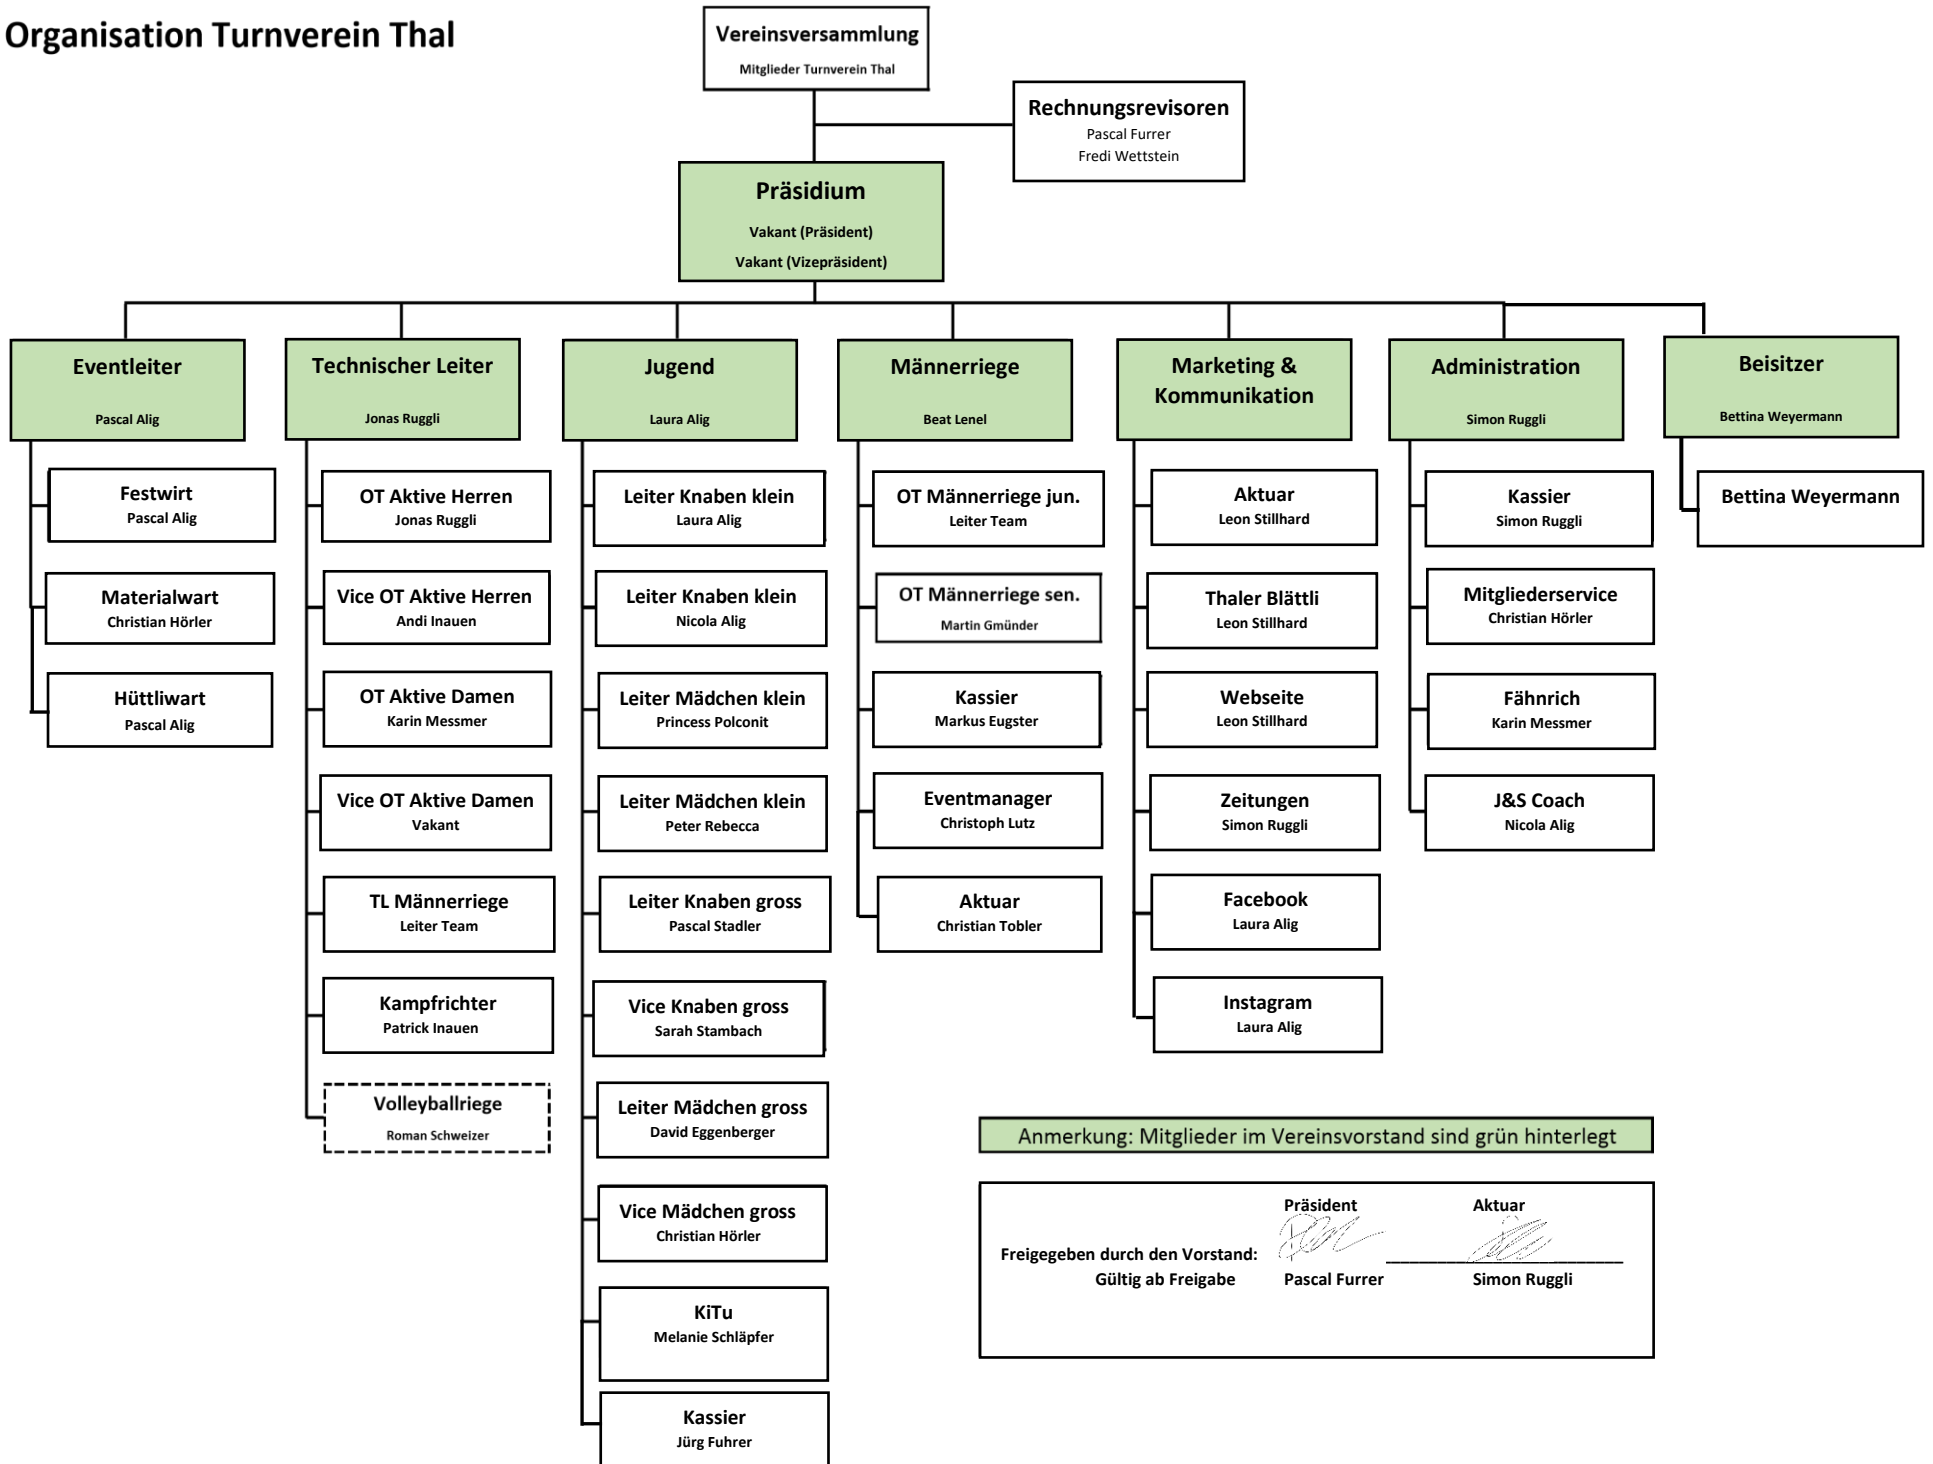 Organisation Turnverein Thal
Vereinsversammlung
Mitglieder Turnverein Thal
Rechnungsrevisoren
Pascal Furrer
Fredi Wettstein
Präsidium
Vakant (Präsident)
Vakant (Vizepräsident)
Eventleiter
Pascal Alig
Festwirt
Pascal Alig
Materialwart
Christian Hörler
Hüttliwart
Pascal Alig
Technischer Leiter
Jonas Ruggli
OT Aktive Herren
Jonas Ruggli
Vice OT Aktive Herren
Andi Inauen
OT Aktive Damen
Karin Messmer
Vice OT Aktive Damen
Vakant
TL Männerriege
Leiter Team
Kampfrichter
Patrick Inauen
Volleyballriege
Roman Schweizer
Jugend
Laura Alig
Leiter Knaben klein
Laura Alig
Leiter Knaben klein
Nicola Alig
Leiter Mädchen klein
Princess Polconit
Leiter Mädchen klein
Peter Rebecca
Leiter Knaben gross
Pascal Stadler
Vice Knaben gross
Sarah Stambach
Leiter Mädchen gross
David Eggenberger
Vice Mädchen gross
Christian Hörler
KiTu
Melanie Schläpfer
Kassier
Jürg Fuhrer
Männerriege
Beat Lenel
OT Männerriege jun.
Leiter Team
OT Männerriege sen.
Martin Gmünder
Kassier
Markus Eugster
Eventmanager
Christoph Lutz
Aktuar
Christian Tobler
Marketing &
Kommunikation
Aktuar
Leon Stillhard
Thaler Blättli
Leon Stillhard
Webseite
Leon Stillhard
Zeitungen
Simon Ruggli
Facebook
Laura Alig
Instagram
Laura Alig
Administration
Simon Ruggli
Kassier
Simon Ruggli
Mitgliederservice
Christian Hörler
Fähnrich
Karin Messmer
J&S Coach
Nicola Alig
Beisitzer
Bettina Weyermann
Bettina Weyermann
Anmerkung: Mitglieder im Vereinsvorstand sind grün hinterlegt
Präsident Aktuar
Freigegeben durch den Vorstand:
Gültig ab Freigabe Pascal Furrer Simon Ruggli